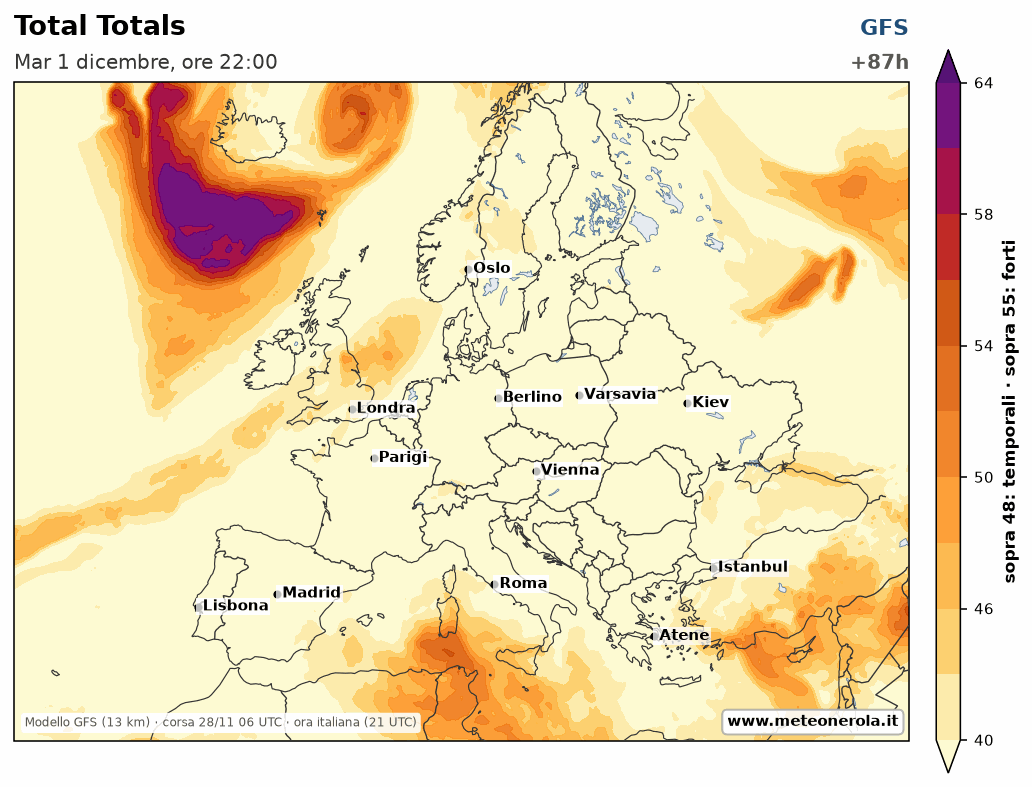 Total Totals
GFS
Mar 1 dicembre, ore 22:00
+87h
64
58
54
50
46
40
sopra 48: temporali · sopra 55: forti
Oslo
Berlino
Varsavia
Kiev
Londra
Parigi
Vienna
Istanbul
Roma
Madrid
Lisbona
Atene
Modello GFS (13 km) · corsa 28/11 06 UTC · ora italiana (21 UTC)
www.meteonerola.it